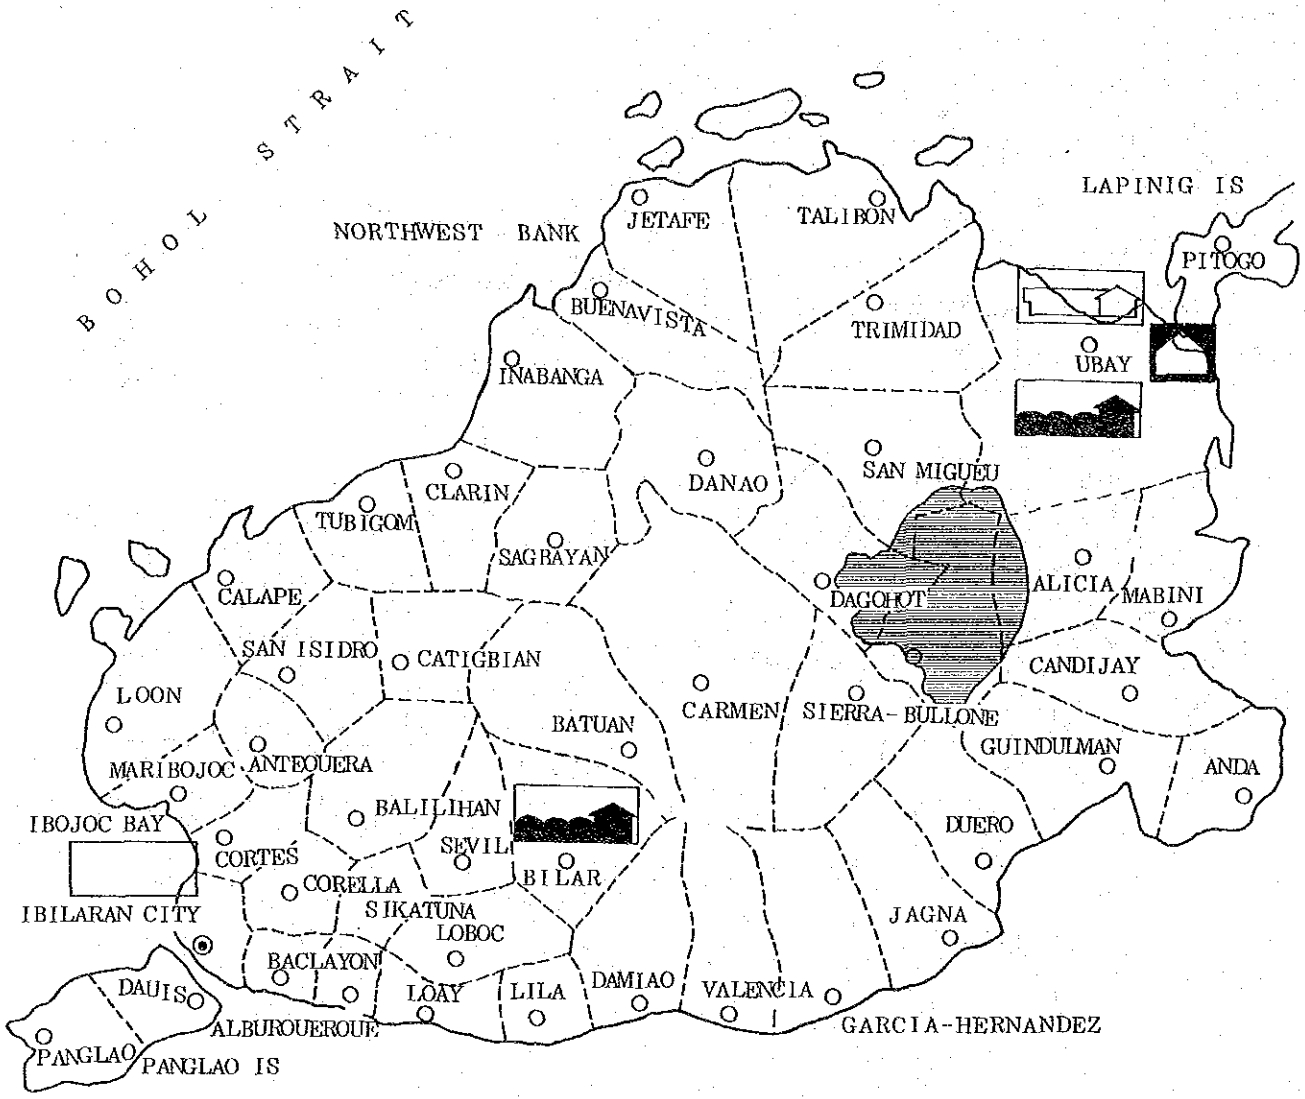 BOHOL STRAIT
LAPINIG IS
JETAFE
TALIBON
NORTHWEST BANK
PITOGO
BUENAVISTA
TRIMIDAD
UBAY
INABANGA
SAN MIGUEU
DANAO
CLARIN
TUBIGOM
SAGBAYAN
ALICIA
MABINI
CALAPE
DAGOHOT
SAN ISIDRO
CATIGBIAN
CANDIJAY
LOON
CARMEN
SIERRA-BULLONE
BATUAN
GUINDULMAN
MARIBOJOC
ANTEQUERA
ANDA
BALILIHAN
IBOJOC BAY
DUERO
SEVIL
CORTES
BILAR
CORELLA
SIKATUNA
IBILARAN CITY
JAGNA
LOBOC
BACLAYON
DAUIS
LOAY
LILA
DAMIAO
VALENCIA
ALBURQUERQUE
GARCIA-HERNANDEZ
PANGLAO
PANGLAO IS